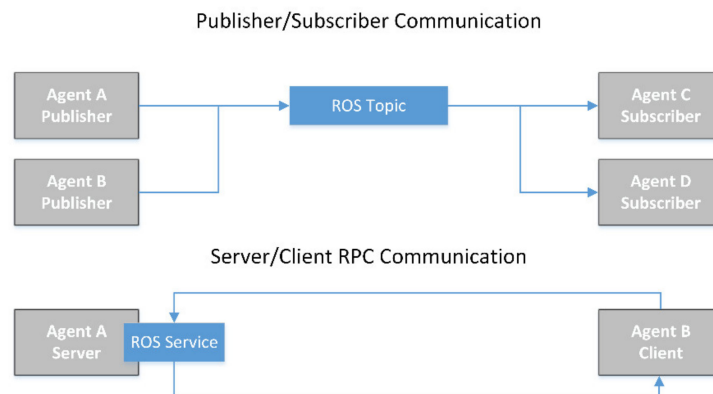 Publisher/Subscriber Communication
Agent A
Publisher
ROS Topic
Agent C
Subscriber
Agent B
Publisher
Agent D
Subscriber
Server/Client RPC Communication
Agent A
Server
ROS Service
Agent B
Client